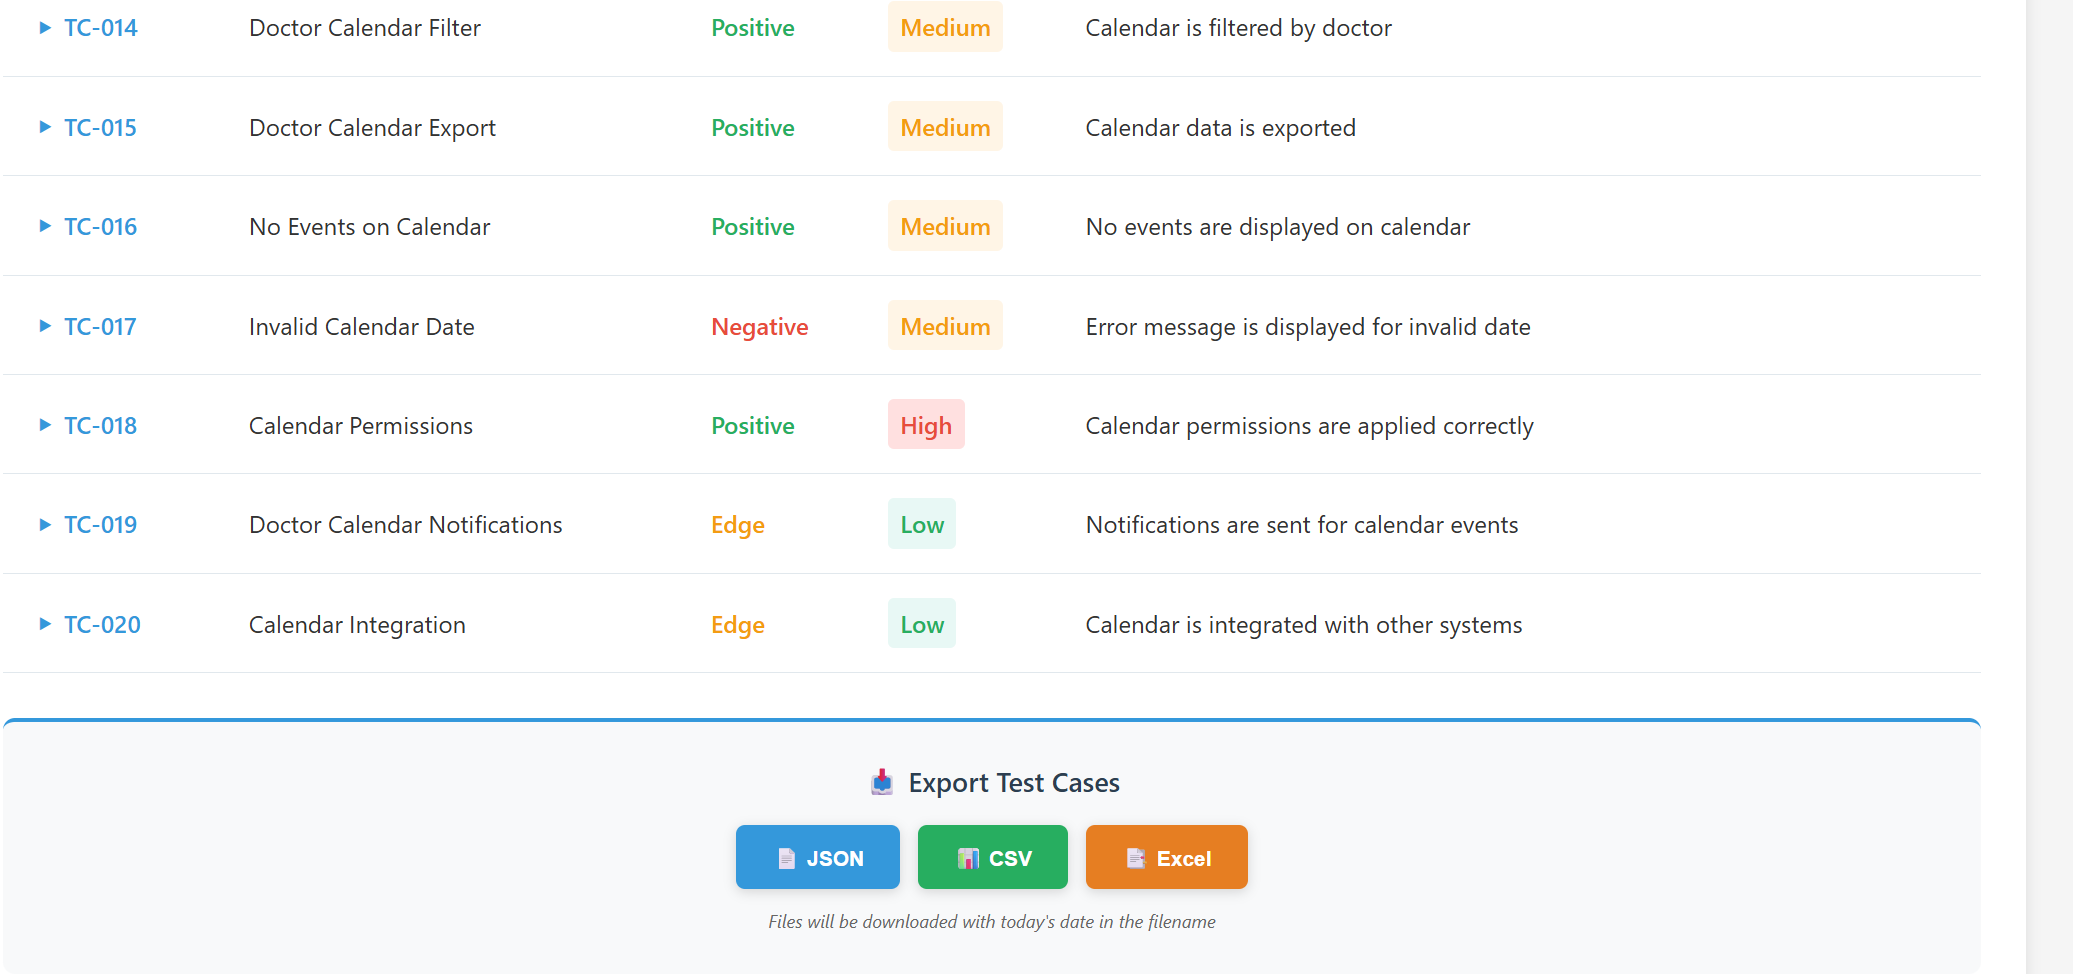 TC-014 Doctor Calendar Filter Positive Medium Calendar is filtered by doctor
TC-015 Doctor Calendar Export Positive Medium Calendar data is exported
TC-016 No Events on Calendar Positive Medium No events are displayed on calendar
TC-017 Invalid Calendar Date Negative Medium Error message is displayed for invalid date
TC-018 Calendar Permissions Positive High Calendar permissions are applied correctly
TC-019 Doctor Calendar Notifications Edge Low Notifications are sent for calendar events
TC-020 Calendar Integration Edge Low Calendar is integrated with other systems
Export Test Cases
JSON CSV Excel
Files will be downloaded with today's date in the filename